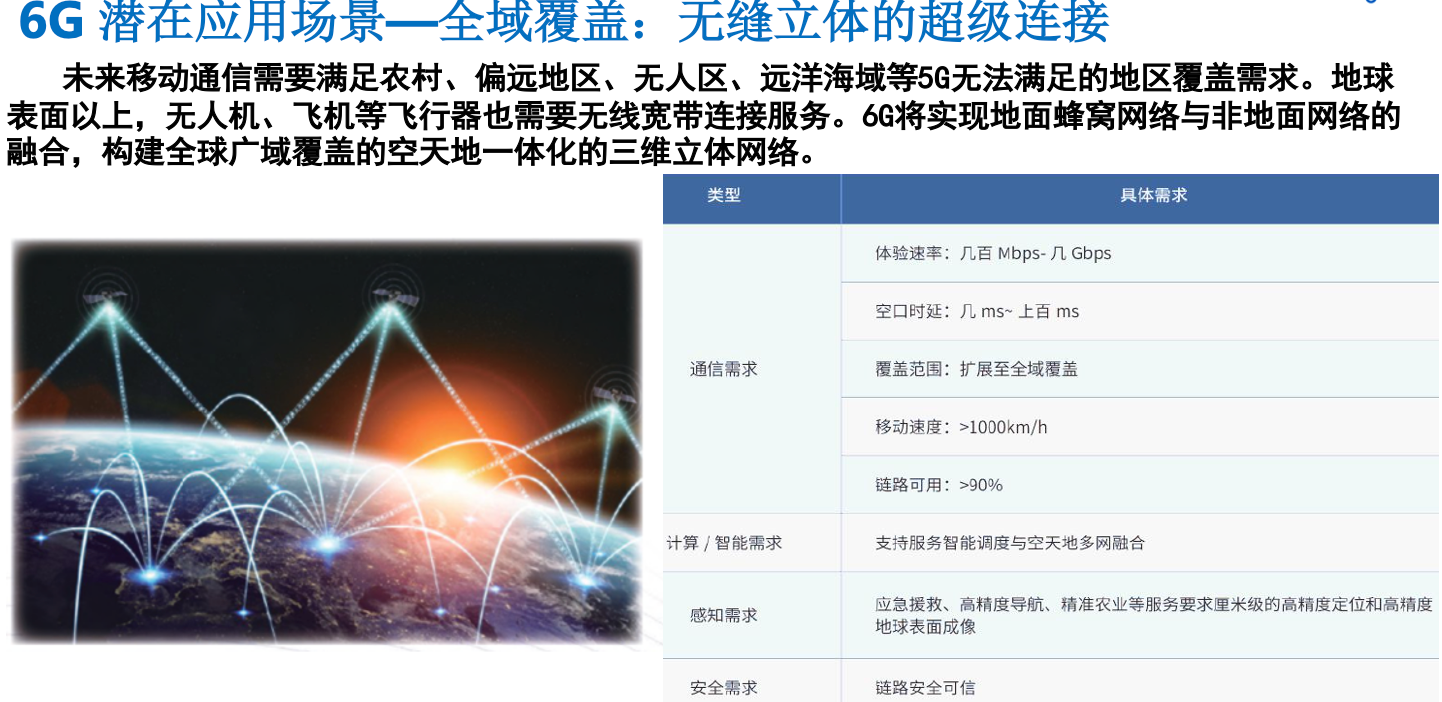 6G 潜在应用场景—全域覆盖：无缝立体的超级连接
未来移动通信需要满足农村、偏远地区、无人区、远洋海域等5G无法满足的地区覆盖需求。地球
表面以上，无人机、飞机等飞行器也需要无线宽带连接服务。6G将实现地面蜂窝网络与非地面网络的
融合，构建全球广域覆盖的空天地一体化的三维立体网络。
类型 具体需求
体验速率：几百 Mbps- 几 Gbps
空口时延：几 ms~ 上百 ms
通信需求 覆盖范围：扩展至全域覆盖
移动速度：>1000km/h
链路可用：>90%
计算 / 智能需求 支持服务智能调度与空天地多网融合
感知需求 应急援救、高精度导航、精准农业等服务要求厘米级的高精度定位和高精度
地球表面成像
安全需求 链路安全可信